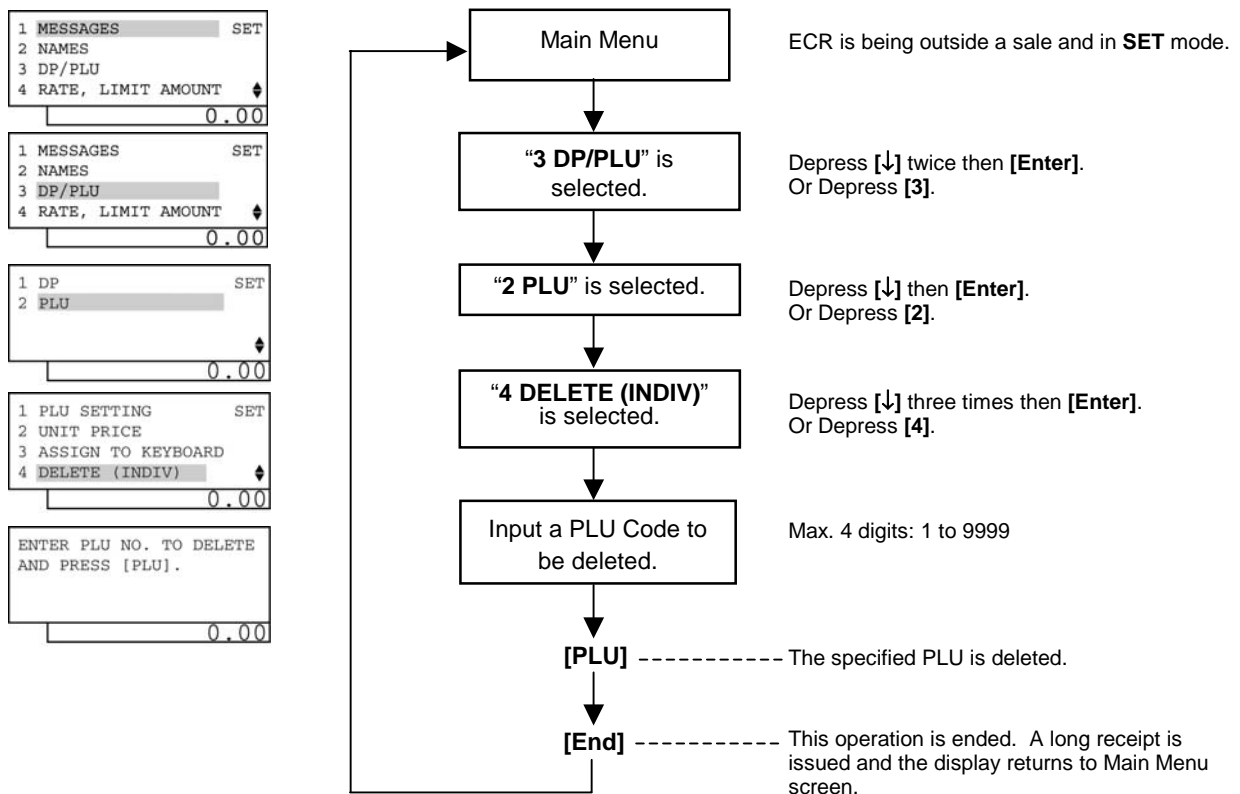 1 MESSAGES SET
2 NAMES
3 DP/PLU
4 RATE, LIMIT AMOUNT
0.00
Main Menu
ECR is being outside a sale and in SET mode.
1 MESSAGES SET
2 NAMES
3 DP/PLU
4 RATE, LIMIT AMOUNT
0.00
“3 DP/PLU” is
selected.
Depress [↓] twice then [Enter].
Or Depress [3].
1 DP SET
2 PLU
0.00
“2 PLU” is selected.
Depress [↓] then [Enter].
Or Depress [2].
1 PLU SETTING SET
2 UNIT PRICE
3 ASSIGN TO KEYBOARD
4 DELETE (INDIV)
0.00
“4 DELETE (INDIV)”
is selected.
Depress [↓] three times then [Enter].
Or Depress [4].
ENTER PLU NO. TO DELETE
AND PRESS [PLU].
0.00
Input a PLU Code to
be deleted.
Max. 4 digits: 1 to 9999
[PLU]
The specified PLU is deleted.
[End]
This operation is ended. A long receipt is
issued and the display returns to Main Menu
screen.